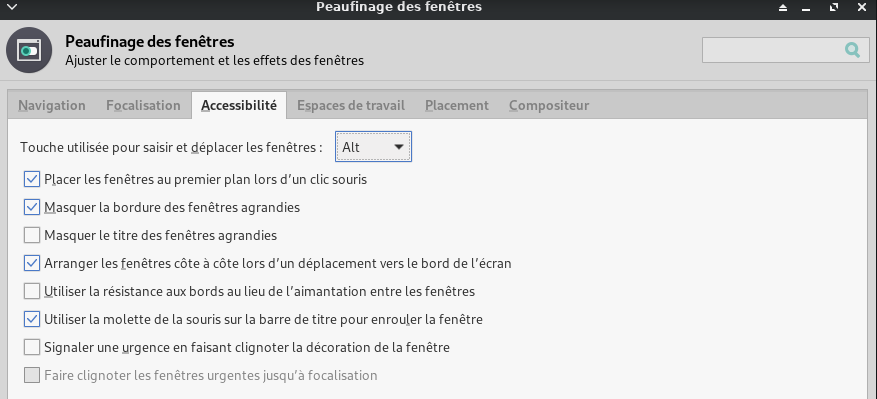 Peaufinage des fenêtres
Peaufinage des fenêtres
Ajuster le comportement et les effets des fenêtres
Navigation Focalisation Accessibilité Espaces de travail Placement Compositeur
Touche utilisée pour saisir et déplacer les fenêtres : Alt
Placer les fenêtres au premier plan lors d’un clic souris
Masquer la bordure des fenêtres agrandies
Masquer le titre des fenêtres agrandies
Arranger les fenêtres côte à côte lors d’un déplacement vers le bord de l’écran
Utiliser la résistance aux bords au lieu de l’aimantation entre les fenêtres
Utiliser la molette de la souris sur la barre de titre pour enrouler la fenêtre
Signaler une urgence en faisant clignoter la décoration de la fenêtre
Faire clignoter les fenêtres urgentes jusqu’à focalisation